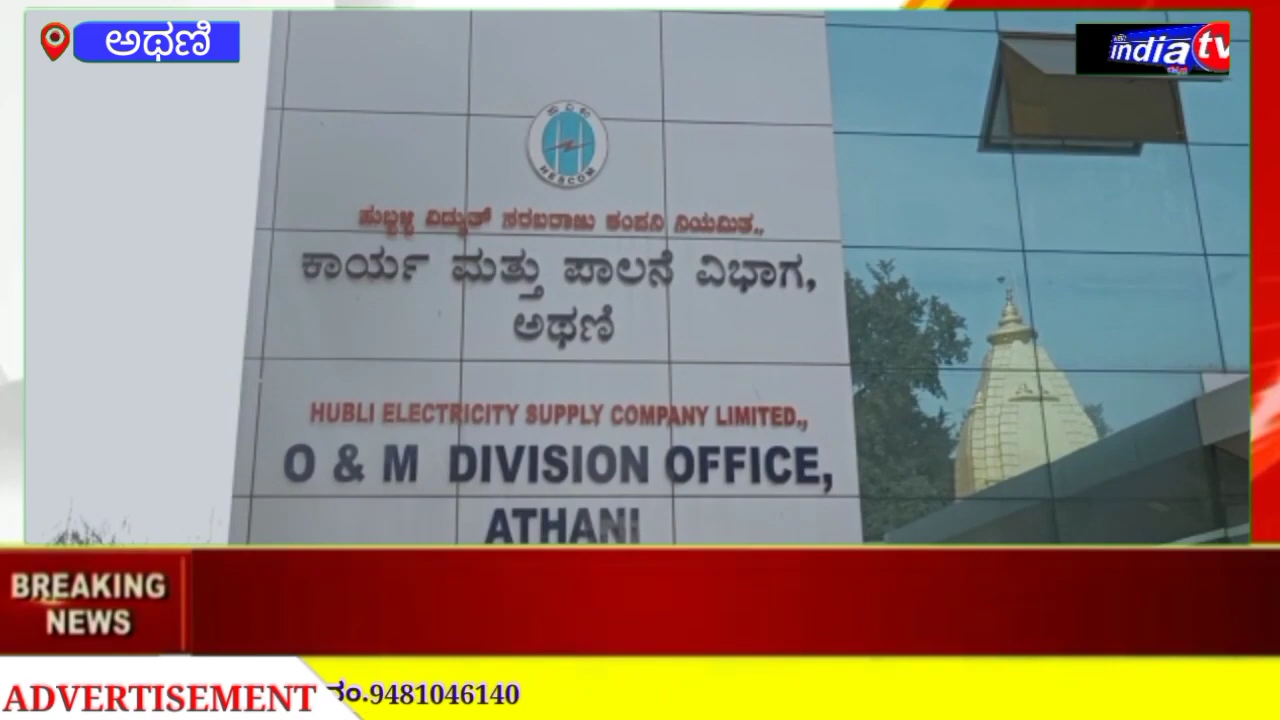 ಅಥಣಿ
india tv
HESCOM
ಹುಬ್ಬಳ್ಳಿ ವಿದ್ಯುತ್ ಸರಬರಾಜು ಕಂಪನಿ ನಿಯಮಿತ.,
ಕಾರ್ಯ ಮತ್ತು ಪಾಲನೆ ವಿಭಾಗ,
ಅಥಣಿ
HUBLI ELECTRICITY SUPPLY COMPANY LIMITED.,
O & M DIVISION OFFICE,
ATHANI
BREAKING
NEWS
ADVERTISEMENT ನಂ.9481046140